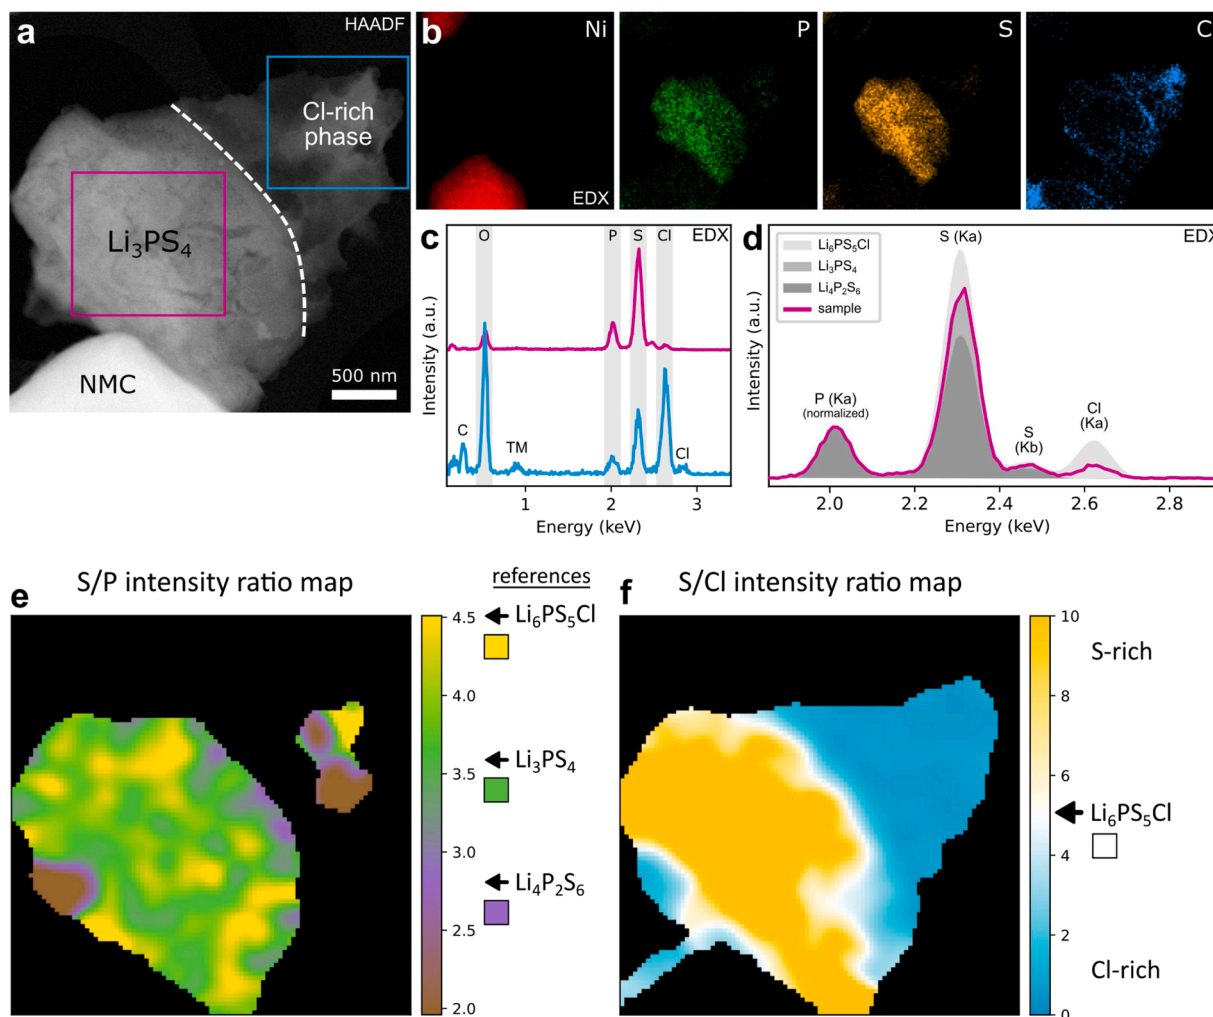 a
HAADF
Cl-rich
phase
Li₃PS₄
NMC
500 nm
b
Ni
EDX
P
S
C
c
EDX
O
P
S
Cl
C
TM
Cl
Intensity (a.u.)
1
2
3
Energy (keV)
d
EDX
Li₆PS₅Cl
Li₃PS₄
Li₄P₂S₆
sample
S (Ka)
P (Ka)
(normalized)
S
(Kb)
Cl
(Ka)
Intensity (a.u.)
2.0
2.2
2.4
2.6
2.8
Energy (keV)
e
S/P intensity ratio map
references
4.5
4.0
3.5
3.0
2.5
2.0
Li₆PS₅Cl
Li₃PS₄
Li₄P₂S₆
f
S/Cl intensity ratio map
10
8
6
4
2
0
S-rich
Li₆PS₅Cl
Cl-rich